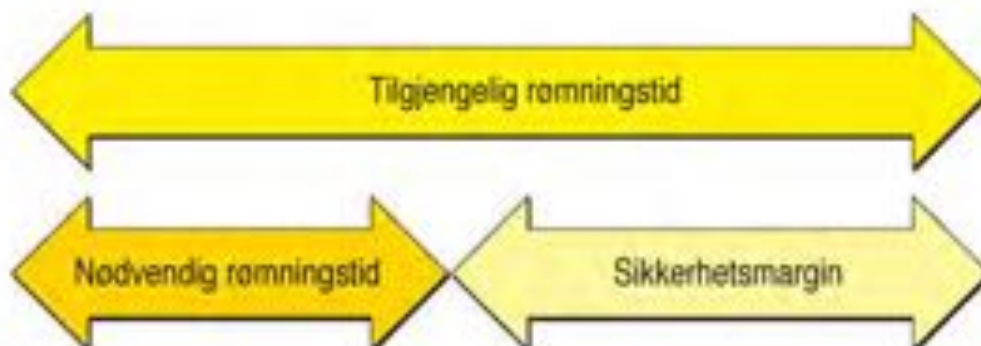 Tilgjengelig rømningstid
Nødvendig rømningstid
Sikkerhetsmargin